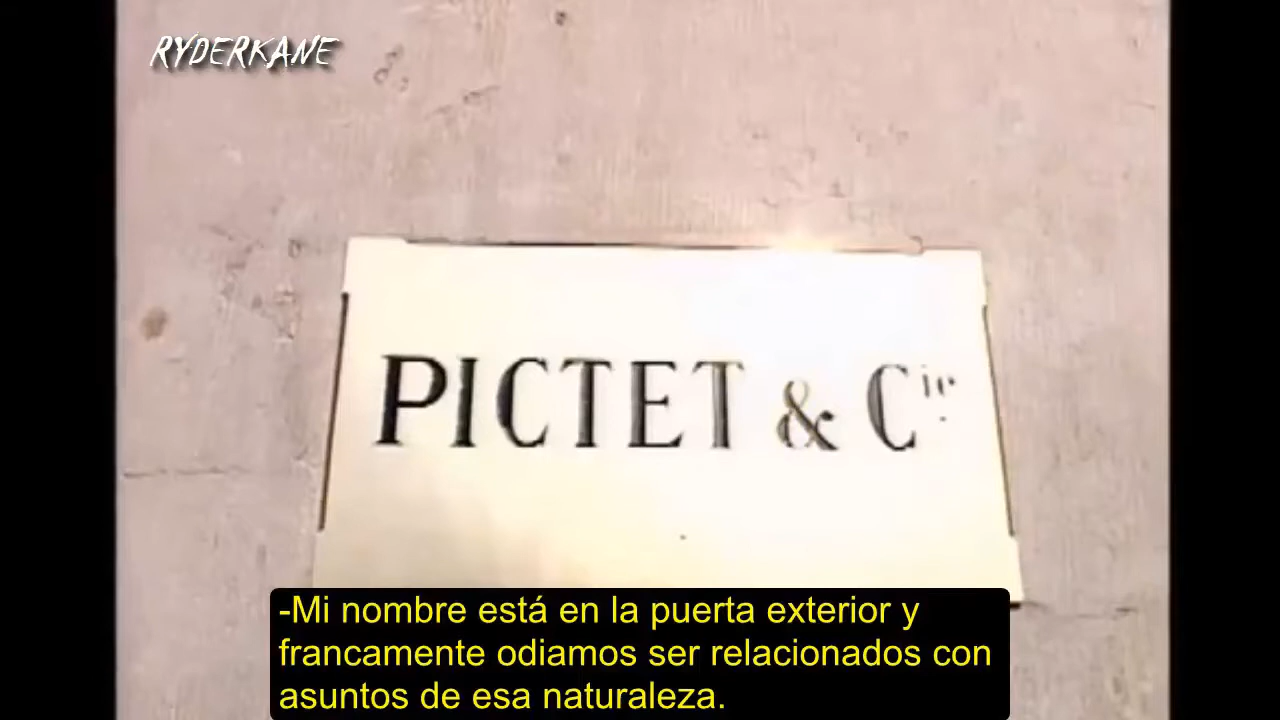 RYDERKANE
PICTET & Cie
-Mi nombre está en la puerta exterior y
francamente odiamos ser relacionados con
asuntos de esa naturaleza.